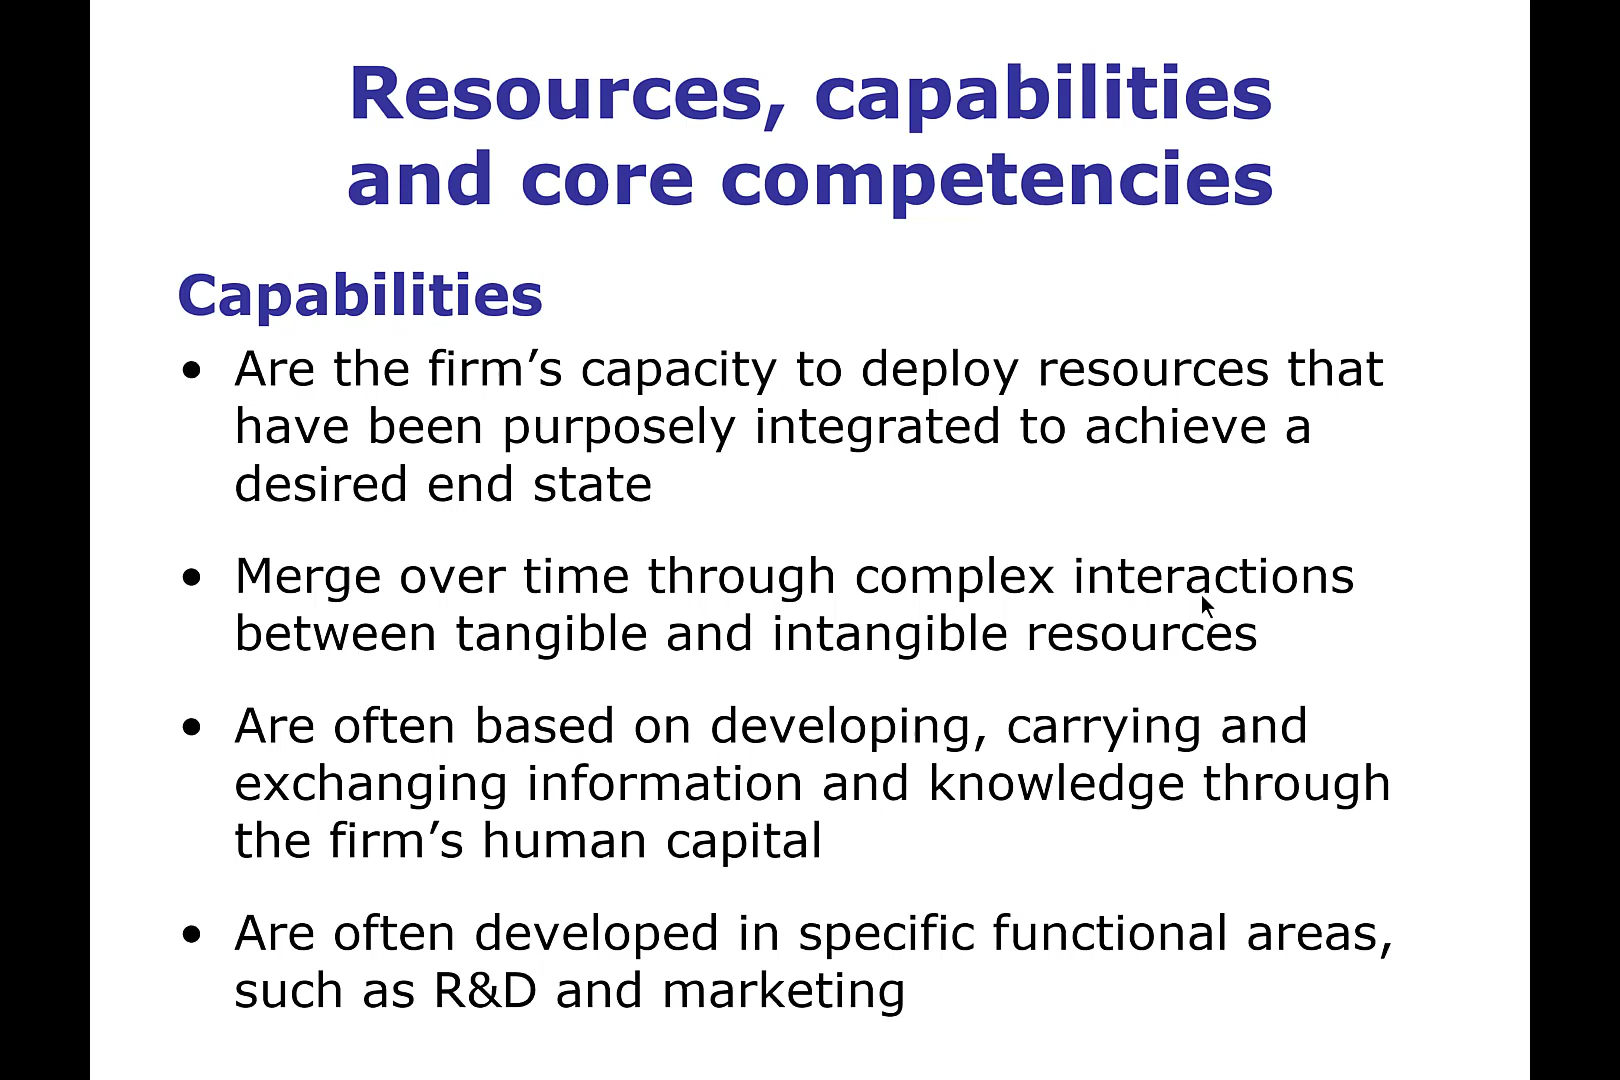 Resources, capabilities
and core competencies
Capabilities
• Are the firm’s capacity to deploy resources that
have been purposely integrated to achieve a
desired end state
• Merge over time through complex interactions
between tangible and intangible resources
• Are often based on developing, carrying and
exchanging information and knowledge through
the firm’s human capital
• Are often developed in specific functional areas,
such as R&D and marketing